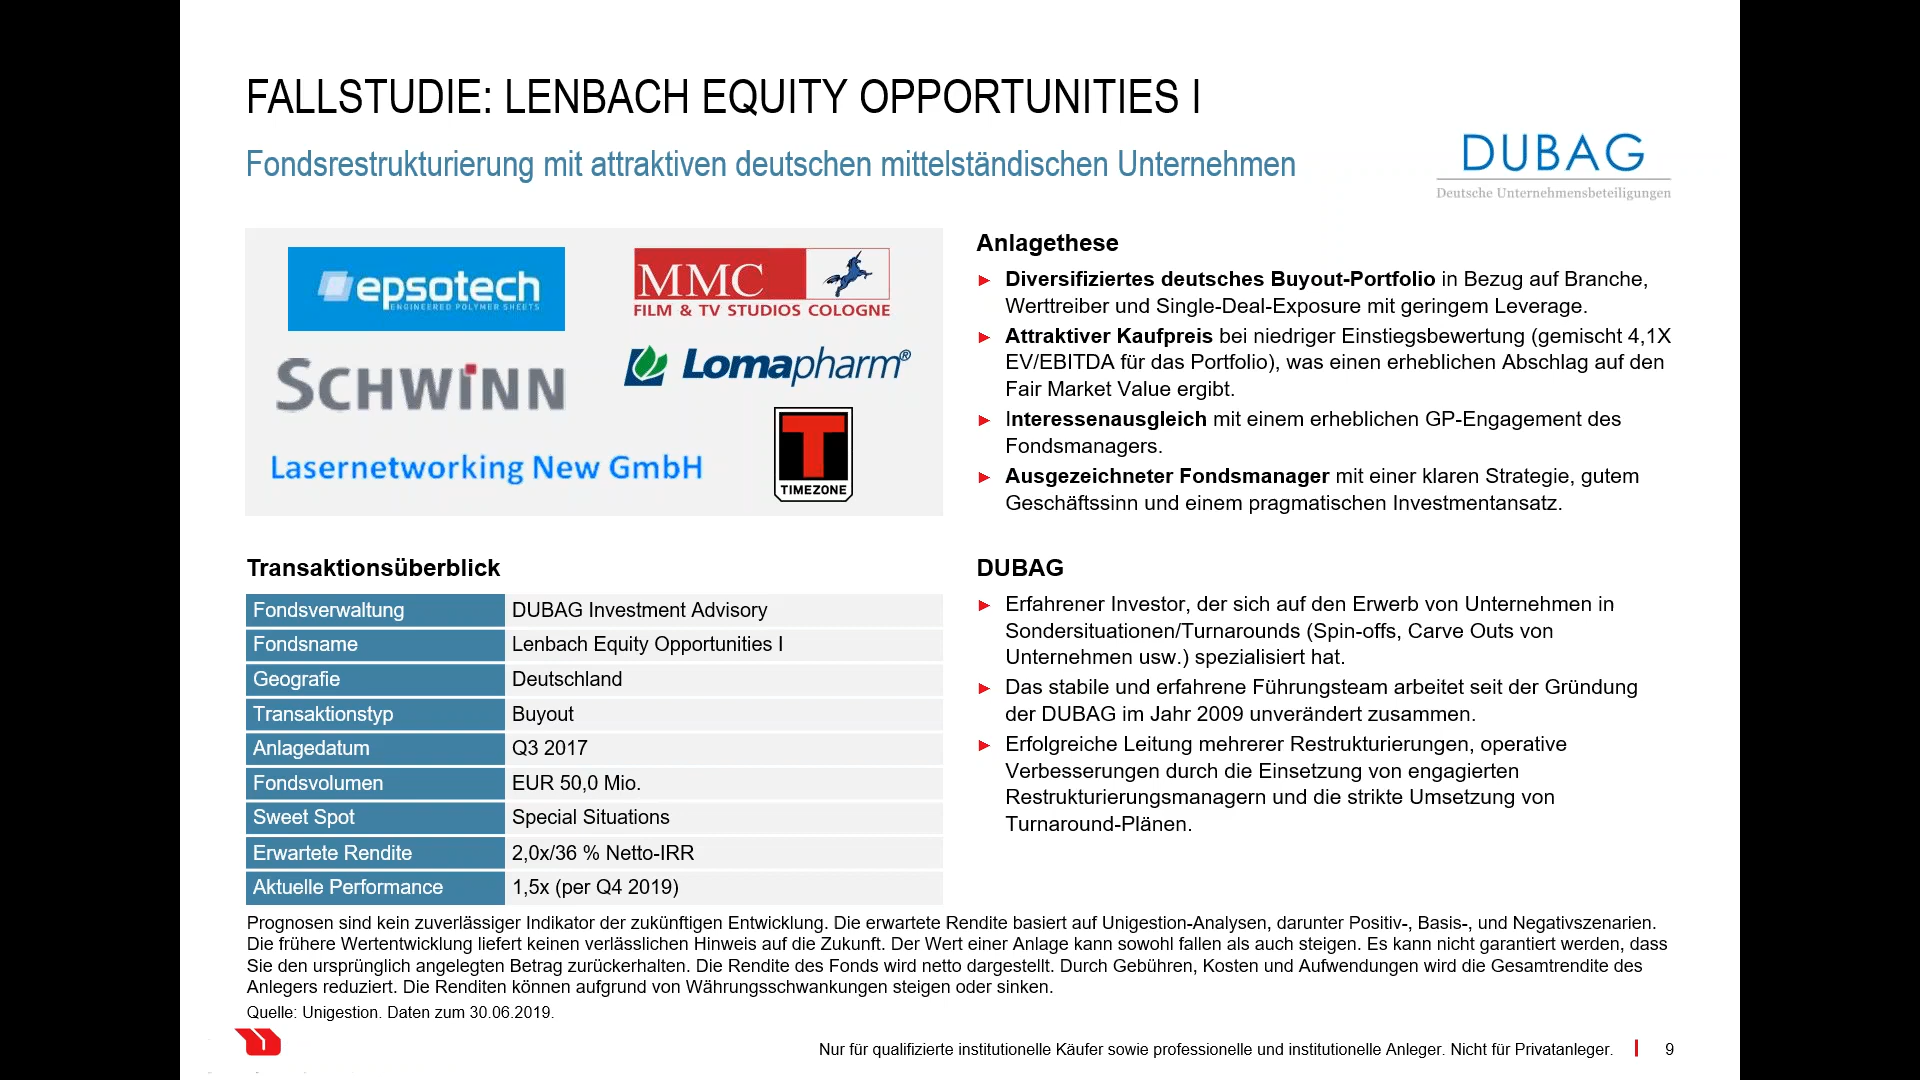 FALLSTUDIE: LENBACH EQUITY OPPORTUNITIES I
Fondsrestrukturierung mit attraktiven deutschen mittelständischen Unternehmen
DUBAG
Deutsche Unternehmensbeteiligungen
epsotech
ENGINEERED POLYMER SHEETS
MMC
FILM & TV STUDIOS COLOGNE
SCHWiNN
Lomapharm®
Lasernetworking New GmbH
T
TIMEZONE
Anlagethese
► Diversifiziertes deutsches Buyout-Portfolio in Bezug auf Branche,
Werttreiber und Single-Deal-Exposure mit geringem Leverage.
► Attraktiver Kaufpreis bei niedriger Einstiegsbewertung (gemischt 4,1X
EV/EBITDA für das Portfolio), was einen erheblichen Abschlag auf den
Fair Market Value ergibt.
► Interessenausgleich mit einem erheblichen GP-Engagement des
Fondsmanagers.
► Ausgezeichneter Fondsmanager mit einer klaren Strategie, gutem
Geschäftssinn und einem pragmatischen Investmentansatz.
Transaktionsüberblick
Fondsverwaltung DUBAG Investment Advisory
Fondsname Lenbach Equity Opportunities I
Geografie Deutschland
Transaktionstyp Buyout
Anlagedatum Q3 2017
Fondsvolumen EUR 50,0 Mio.
Sweet Spot Special Situations
Erwartete Rendite 2,0x/36 % Netto-IRR
Aktuelle Performance 1,5x (per Q4 2019)
DUBAG
► Erfahrener Investor, der sich auf den Erwerb von Unternehmen in
Sondersituationen/Turnarounds (Spin-offs, Carve Outs von
Unternehmen usw.) spezialisiert hat.
► Das stabile und erfahrene Führungsteam arbeitet seit der Gründung
der DUBAG im Jahr 2009 unverändert zusammen.
► Erfolgreiche Leitung mehrerer Restrukturierungen, operative
Verbesserungen durch die Einsetzung von engagierten
Restrukturierungsmanagern und die strikte Umsetzung von
Turnaround-Plänen.
Prognosen sind kein zuverlässiger Indikator der zukünftigen Entwicklung. Die erwartete Rendite basiert auf Unigestion-Analysen, darunter Positiv-, Basis-, und Negativszenarien.
Die frühere Wertentwicklung liefert keinen verlässlichen Hinweis auf die Zukunft. Der Wert einer Anlage kann sowohl fallen als auch steigen. Es kann nicht garantiert werden, dass
Sie den ursprünglich angelegten Betrag zurückerhalten. Die Rendite des Fonds wird netto dargestellt. Durch Gebühren, Kosten und Aufwendungen wird die Gesamtrendite des
Anlegers reduziert. Die Renditen können aufgrund von Währungsschwankungen steigen oder sinken.
Quelle: Unigestion. Daten zum 30.06.2019.
Nur für qualifizierte institutionelle Käufer sowie professionelle und institutionelle Anleger. Nicht für Privatanleger. 9